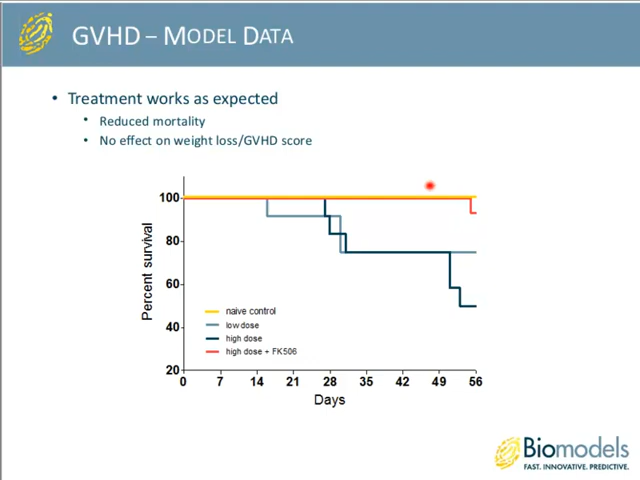 GVHD – MODEL DATA
• Treatment works as expected
• Reduced mortality
• No effect on weight loss/GVHD score
Percent survival
100
80
60
40
20
naive control
low dose
high dose
high dose + FK506
0 7 14 21 28 35 42 49 56
Days
Biomodels
FAST. INNOVATIVE. PREDICTIVE.